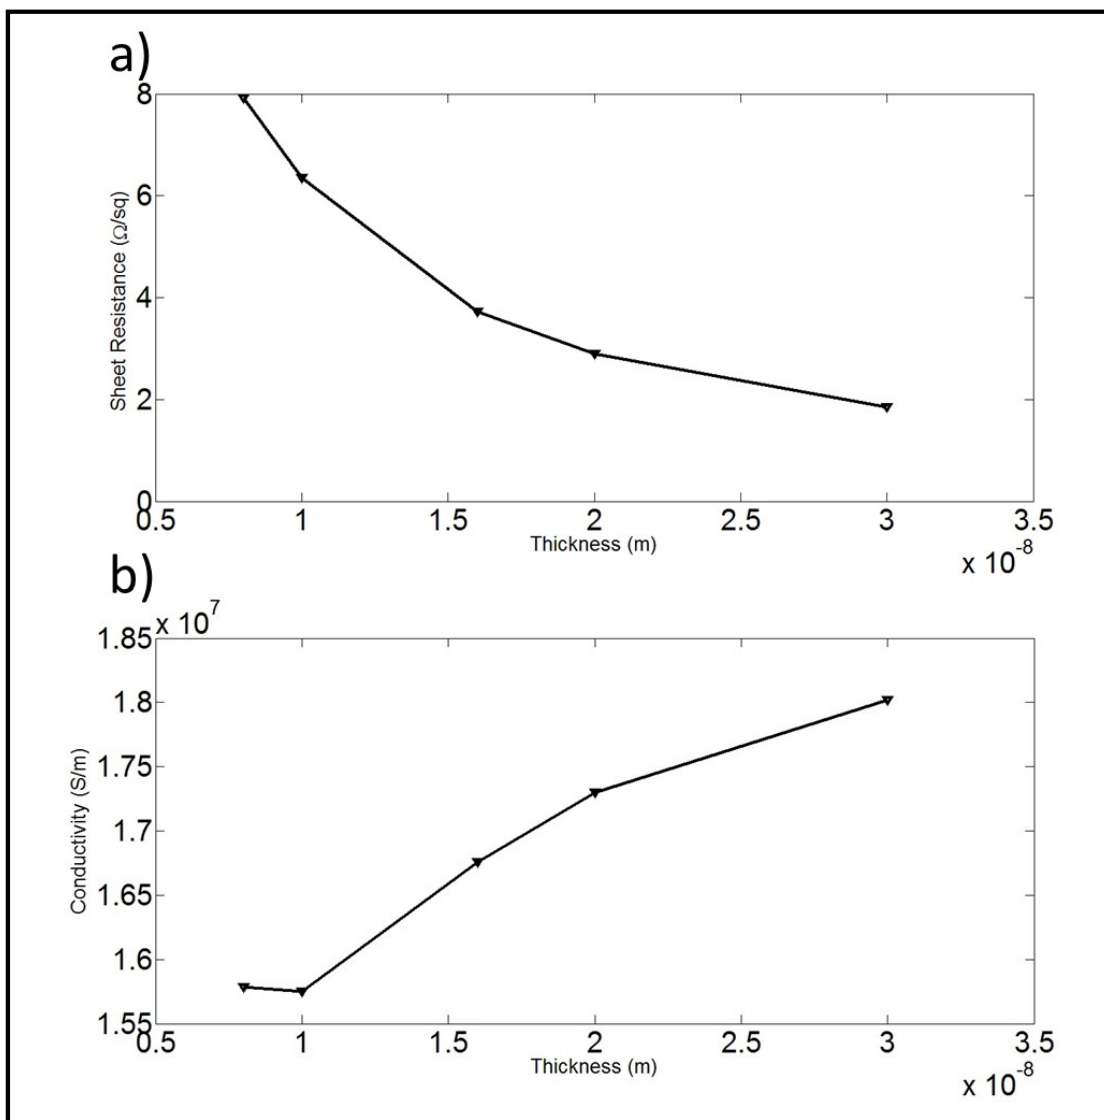 a)
8
6
4
2
0
Sheet Resistance (Ω/sq)
0.5 1 1.5 2 2.5 3 3.5
Thickness (m)
x 10⁻⁸
b)
x 10⁷
1.85
1.8
1.75
1.7
1.65
1.6
1.55
Conductivity (S/m)
0.5 1 1.5 2 2.5 3 3.5
Thickness (m)
x 10⁻⁸